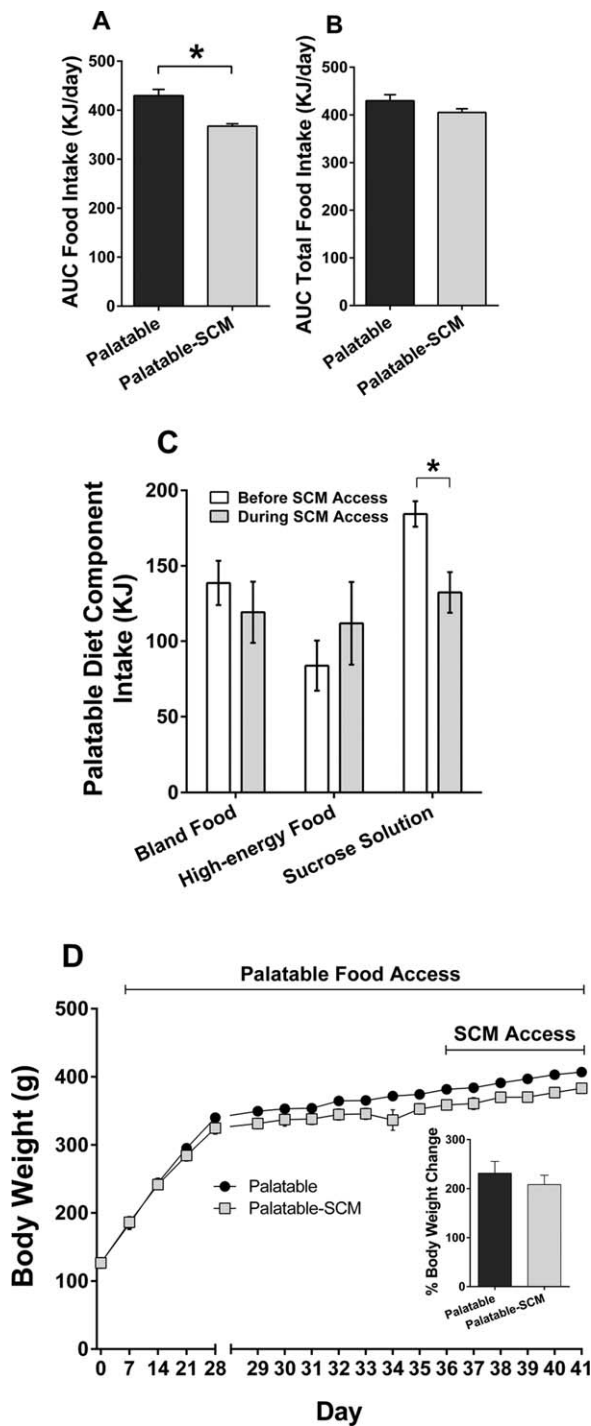 A
*
AUC Food Intake (KJ/day)
500
400
300
200
100
0
Palatable
Palatable-SCM
B
AUC Total Food Intake (KJ/day)
500
400
300
200
100
0
Palatable
Palatable-SCM
C
Palatable Diet Component
Intake (KJ)
200
150
100
50
0
Before SCM Access
During SCM Access
*
Bland Food
High-energy Food
Sucrose Solution
D
Palatable Food Access
SCM Access
Body Weight (g)
500
400
300
200
100
0
Palatable
Palatable-SCM
% Body Weight Change
300
200
100
0
Palatable
Palatable-SCM
0 7 14 21 28 29 30 31 32 33 34 35 36 37 38 39 40 41
Day